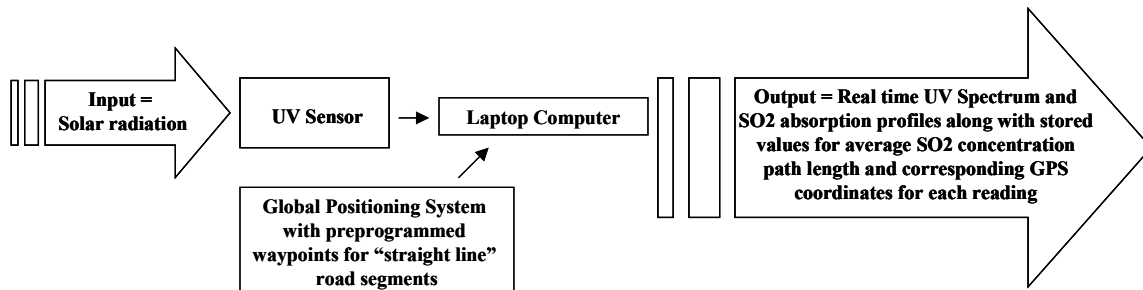 Input =
Solar radiation
UV Sensor
Laptop Computer
Global Positioning System
with preprogrammed
waypoints for “straight line”
road segments
Output = Real time UV Spectrum and
SO2 absorption profiles along with stored
values for average SO2 concentration
path length and corresponding GPS
coordinates for each reading